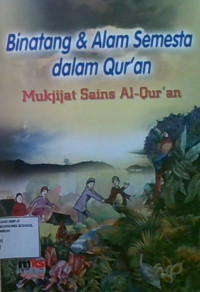 Binatang & Alam Semesta
dalam Qur'an
Mukjijat Sains Al-Qur'an